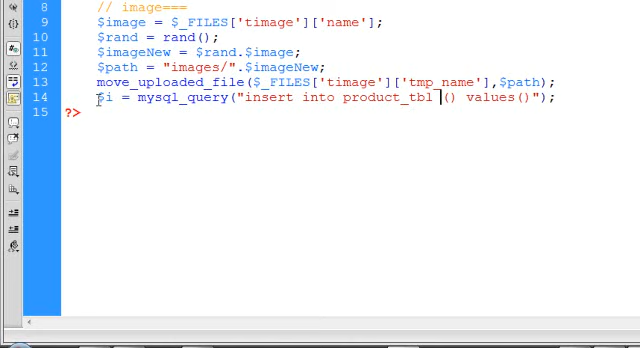 8 // image===
9 $image = $_FILES['timage']['name'];
10 $rand = rand();
11 $imageNew = $rand.$image;
12 $path = "images/".$imageNew;
13 move_uploaded_file($_FILES['timage']['tmp_name'],$path);
14 $i = mysql_query("insert into product_tbl () values()");
15 ?>